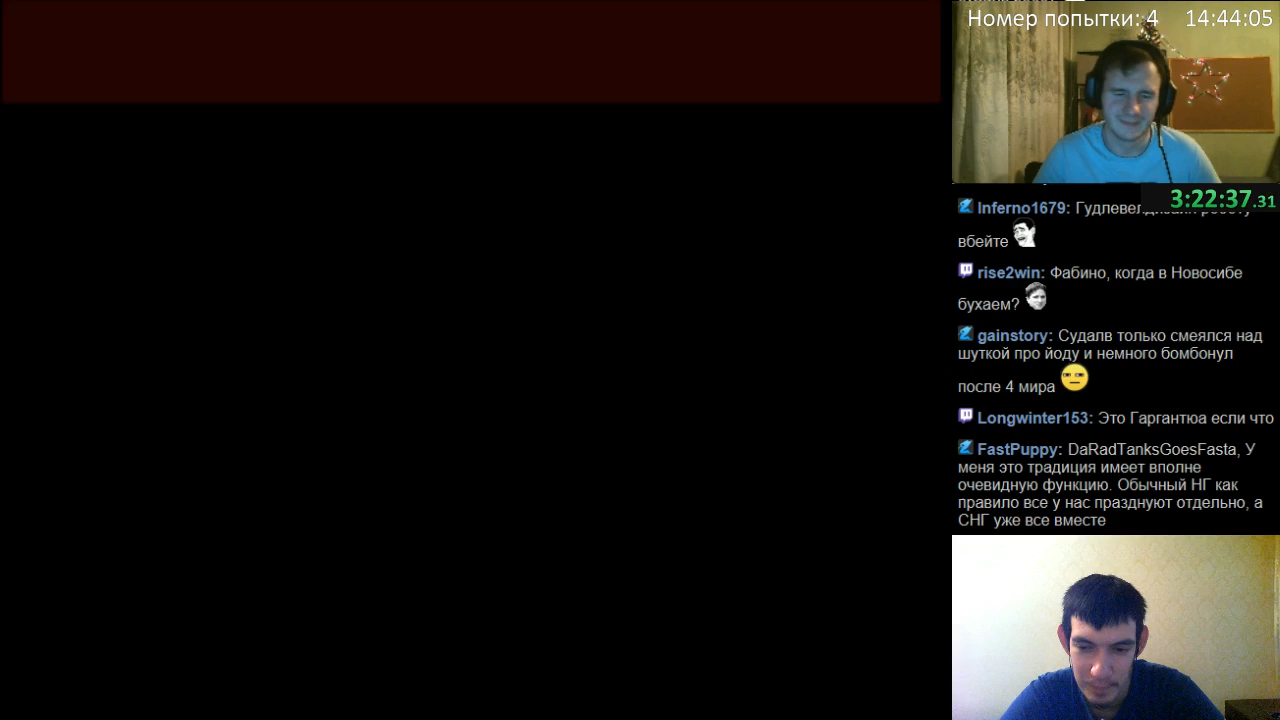 Номер попытки: 4 14:44:05
3:22:37.31
Inferno1679: Гудлевелдизайн роботу
вбейте
rise2win: Фабино, когда в Новосибе
бухаем?
gainstory: Судалв только смеялся над
шуткой про йоду и немного бомбонул
после 4 мира
Longwinter153: Это Гаргантюа если что
FastPuppy: DaRadTanksGoesFasta, У
меня это традиция имеет вполне
очевидную функцию. Обычный НГ как
правило все у нас празднуют отдельно, а
СНГ уже все вместе